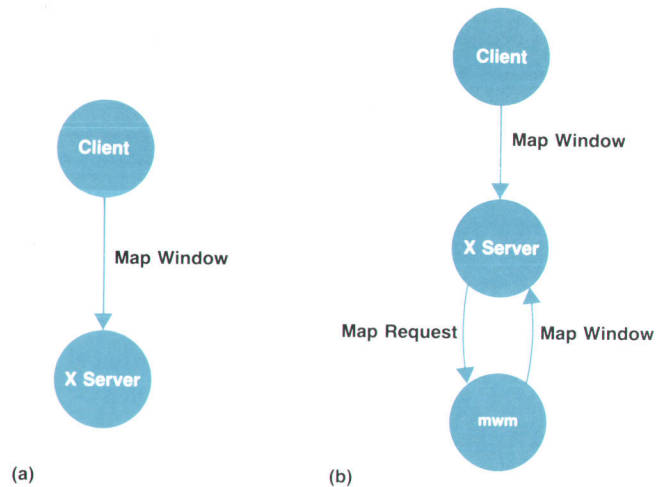 Client
Map Window
X Server
(a)
Client
Map Window
X Server
Map Request
Map Window
mwm
(b)